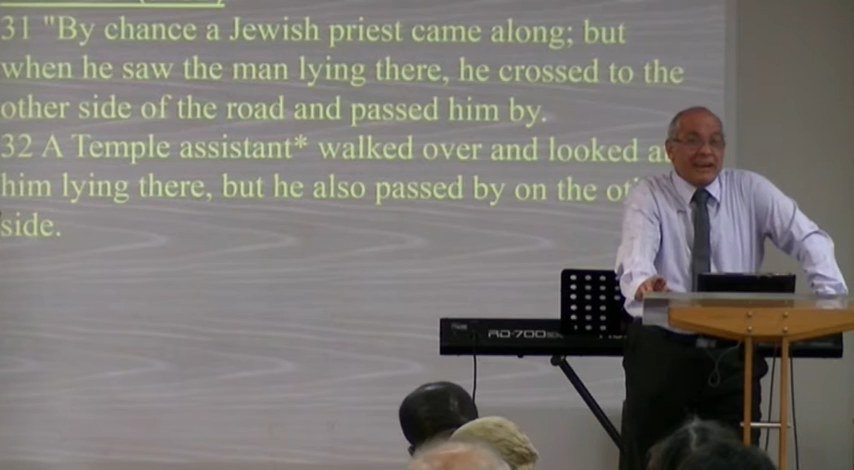 31 "By chance a Jewish priest came along; but
when he saw the man lying there, he crossed to the
other side of the road and passed him by.
32 A Temple assistant* walked over and looked
him lying there, but he also passed by on the
side.
RD-700